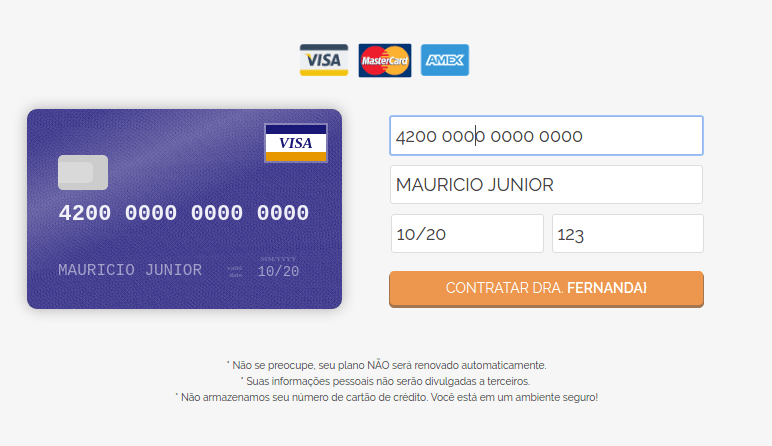 VISA MasterCard AMEX
VISA
4200 0000 0000 0000
MAURICIO JUNIOR
valid date
MM/YYYY
10/20
4200 0000 0000 0000
MAURICIO JUNIOR
10/20
123
CONTRATAR DRA. FERNANDA!
* Não se preocupe, seu plano NÃO será renovado automaticamente.
* Suas informações pessoais não serão divulgadas a terceiros.
* Não armazenamos seu número de cartão de crédito. Você está em um ambiente seguro!